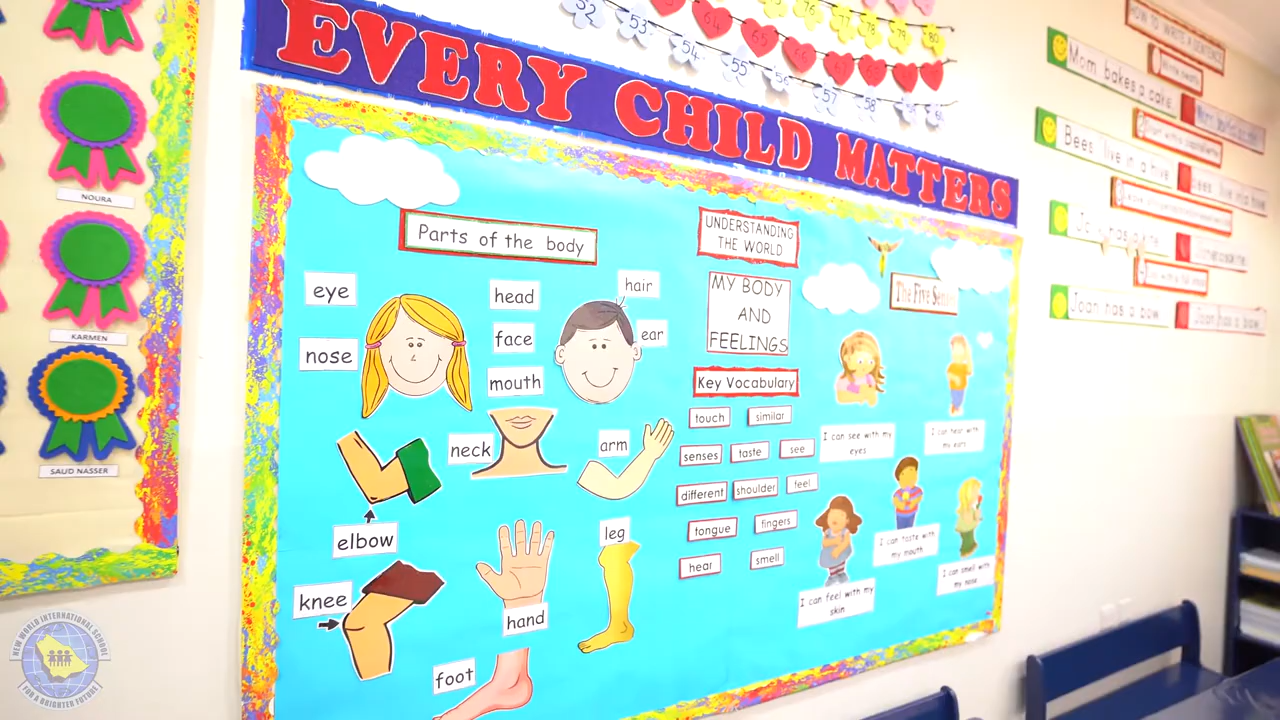 EVERY CHILD MATTERS
52
53
54
55
56
57
58
64
65
66
67
76
77
78
79
80
NOURA
KARMEN
SAUD NASSER
Parts of the body
eye
nose
head
face
mouth
hair
ear
neck
arm
elbow
knee
hand
leg
foot
UNDERSTANDING
THE WORLD
MY BODY
AND
FEELINGS
Key Vocabulary
touch
similar
senses
taste
see
different
shoulder
feel
tongue
fingers
hear
smell
The Five
I can see with my
eyes
I can hear with
my ears
I can taste with
my mouth
I can smell with
my nose
I can feel with my
skin
HOW TO WRITE A SENTENCE
Mom bakes a cake.
Bees live in a hive
Joan has a bow
NEW WORLD INTERNATIONAL SCHOOL
FOR A BRIGHTER FUTURE